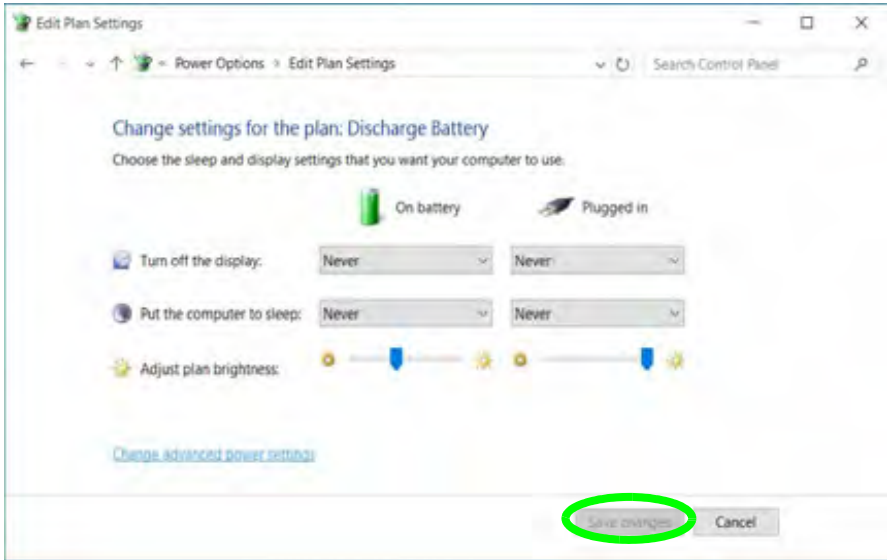 Edit Plan Settings
« Power Options > Edit Plan Settings
Search Control Panel
Change settings for the plan: Discharge Battery
Choose the sleep and display settings that you want your computer to use.
On battery Plugged in
Turn off the display: Never Never
Put the computer to sleep: Never Never
Adjust plan brightness:
Change advanced power settings
Save changes Cancel